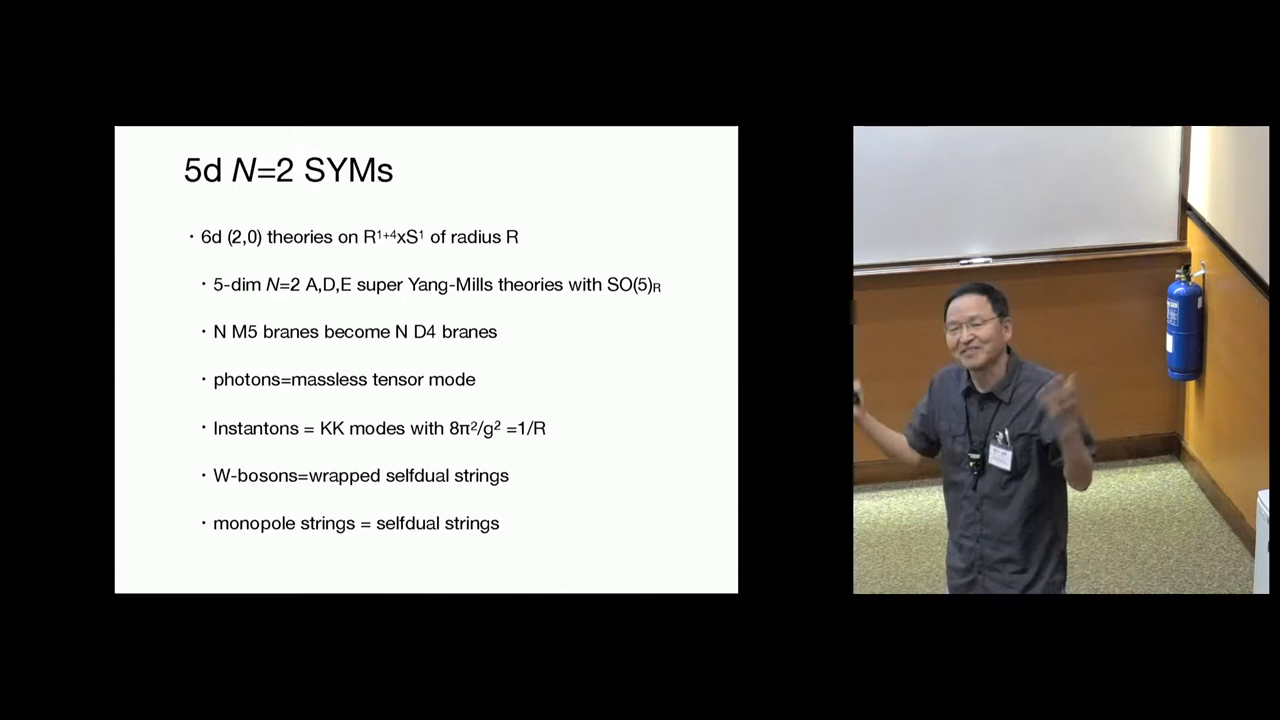 5d N=2 SYMs
· 6d (2,0) theories on R¹⁺⁴xS¹ of radius R
· 5-dim N=2 A,D,E super Yang-Mills theories with SO(5)R
· N M5 branes become N D4 branes
· photons=massless tensor mode
· Instantons = KK modes with 8π²/g² =1/R
· W-bosons=wrapped selfdual strings
· monopole strings = selfdual strings